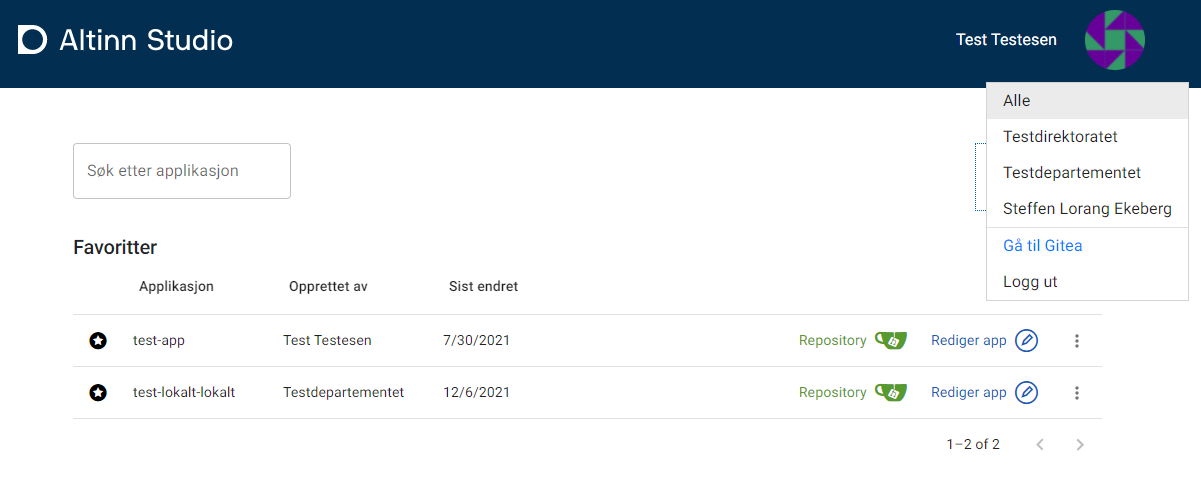 Altinn Studio
Test Testesen
Alle
Testdirektoratet
Testdepartementet
Steffen Lorang Ekeberg
Gå til Gitea
Logg ut
Søk etter applikasjon
Favoritter
Applikasjon Opprettet av Sist endret
test-app Test Testesen 7/30/2021 Repository Rediger app
test-lokalt-lokalt Testdepartementet 12/6/2021 Repository Rediger app
1–2 of 2